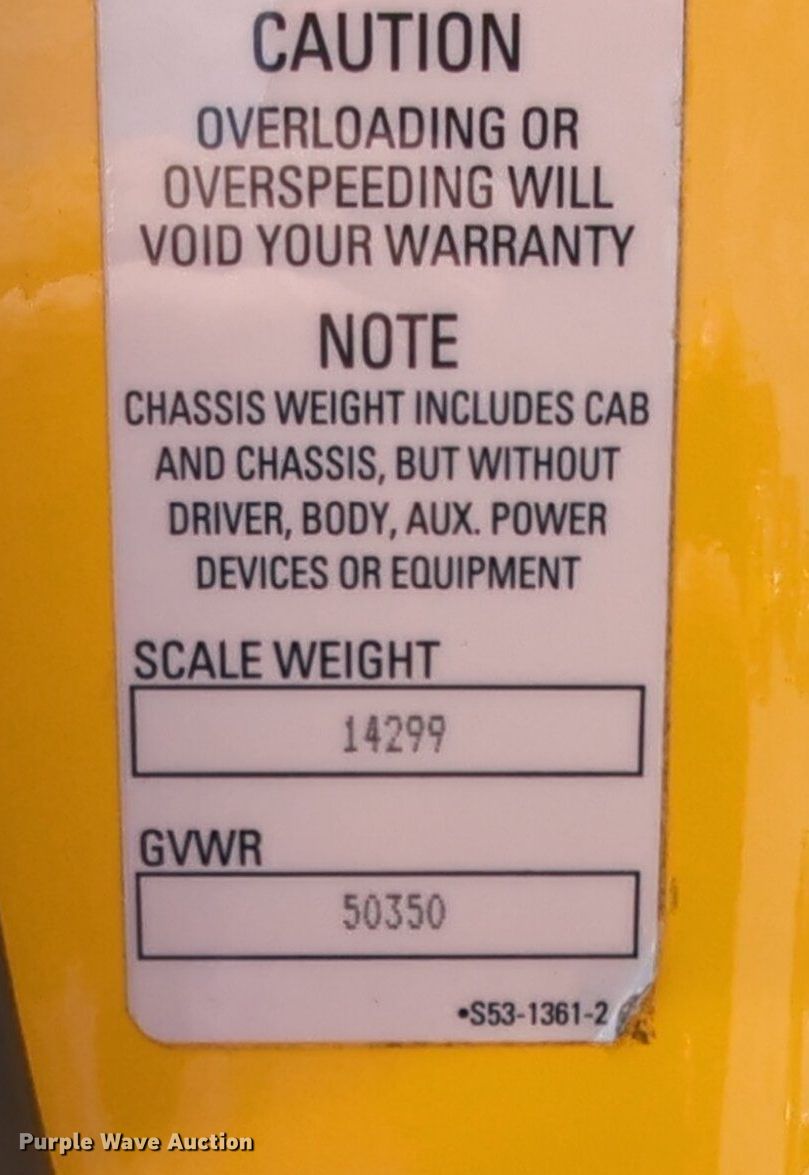 CAUTION
OVERLOADING OR
OVERSPEEDING WILL
VOID YOUR WARRANTY
NOTE
CHASSIS WEIGHT INCLUDES CAB
AND CHASSIS, BUT WITHOUT
DRIVER, BODY, AUX. POWER
DEVICES OR EQUIPMENT
SCALE WEIGHT
14299
GVWR
50350
•S53-1361-2
Purple Wave Auction